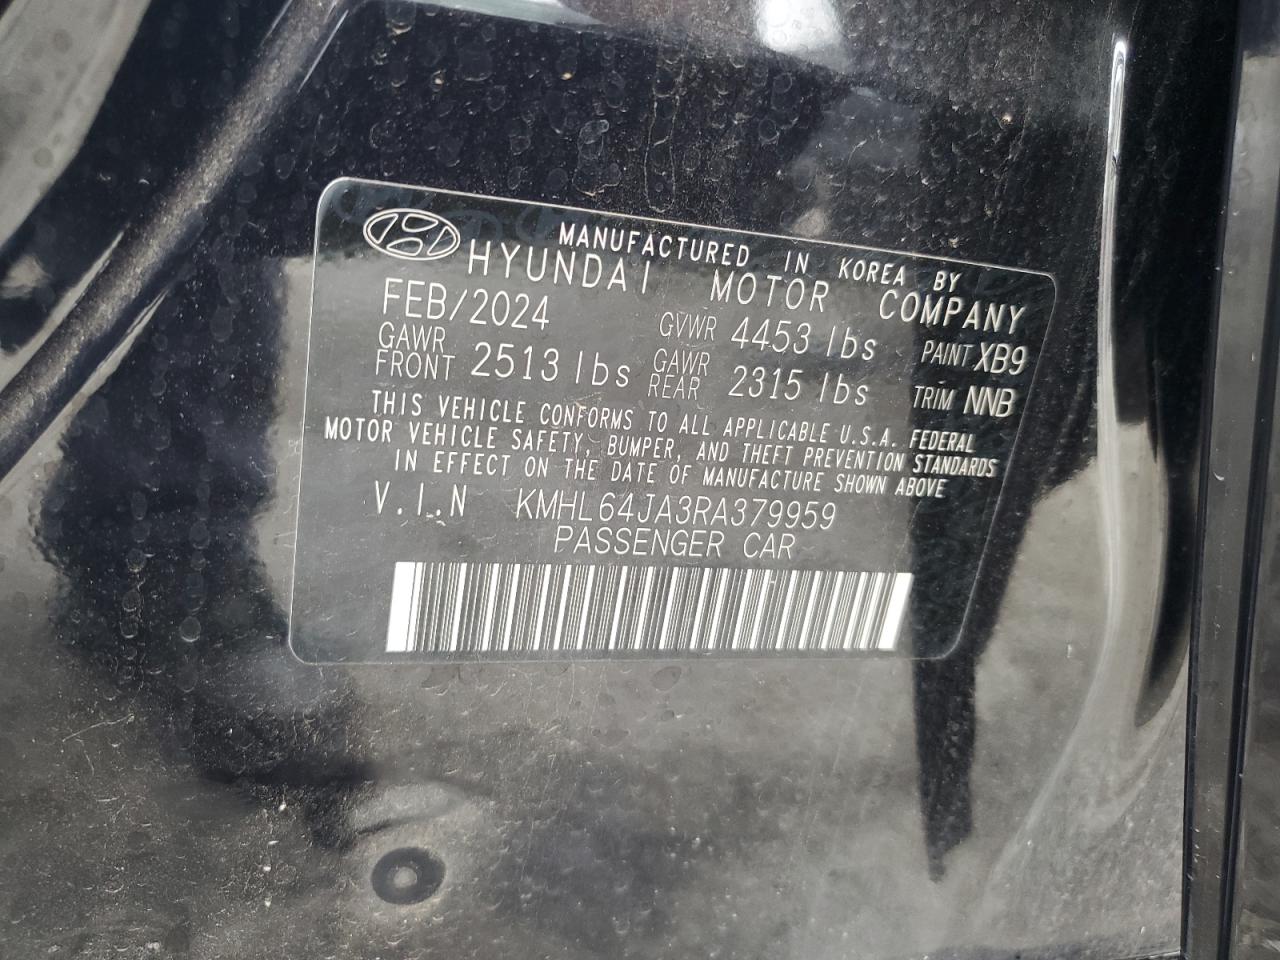 MANUFACTURED IN KOREA BY
HYUNDAI MOTOR COMPANY
FEB/2024 GVWR 4453 lbs PAINT XB9
GAWR FRONT 2513 lbs GAWR REAR 2315 lbs TRIM NNB
THIS VEHICLE CONFORMS TO ALL APPLICABLE U.S.A. FEDERAL
MOTOR VEHICLE SAFETY, BUMPER, AND THEFT PREVENTION STANDARDS
IN EFFECT ON THE DATE OF MANUFACTURE SHOWN ABOVE
V.I.N KMHL64JA3RA379959
PASSENGER CAR